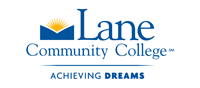 Lane
Community College℠
ACHIEVING DREAMS